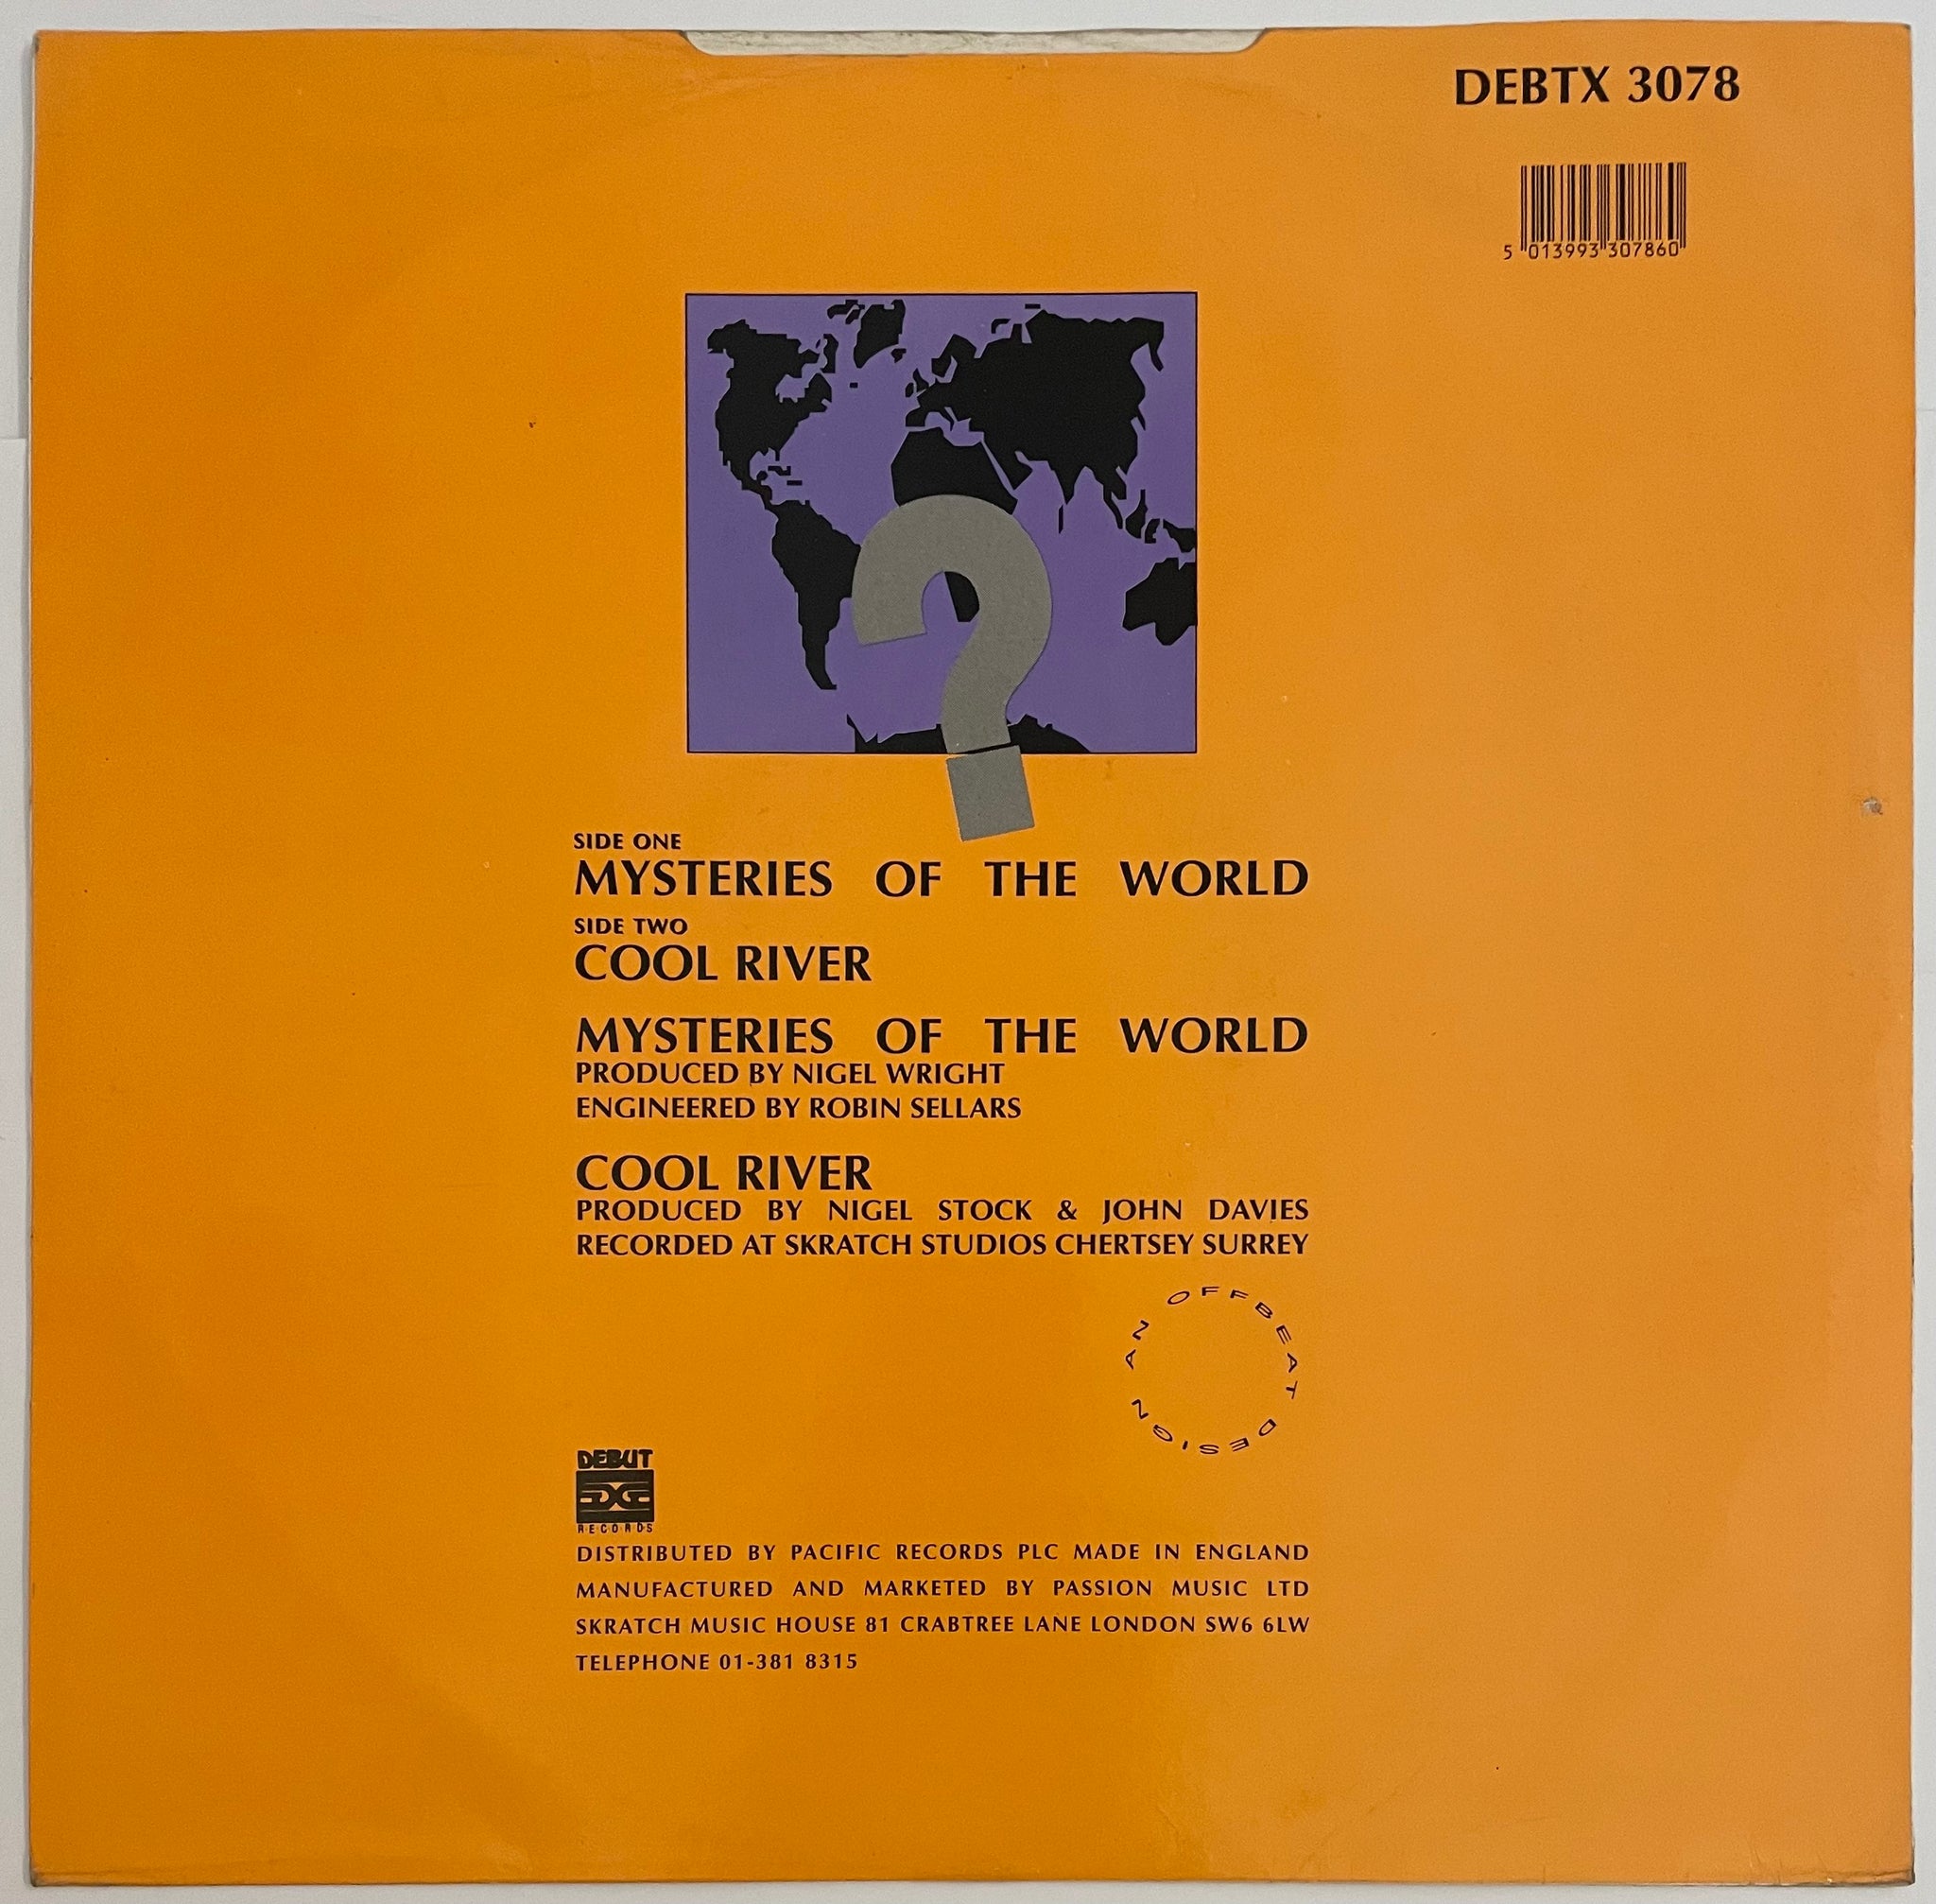 DEBTX 3078
5 013993 307860
SIDE ONE
MYSTERIES OF THE WORLD
SIDE TWO
COOL RIVER
MYSTERIES OF THE WORLD
PRODUCED BY NIGEL WRIGHT
ENGINEERED BY ROBIN SELLARS
COOL RIVER
PRODUCED BY NIGEL STOCK & JOHN DAVIES
RECORDED AT SKRATCH STUDIOS CHERTSEY SURREY
AN OFFBEAT DESIGN
DEBUT
RECORDS
DISTRIBUTED BY PACIFIC RECORDS PLC MADE IN ENGLAND
MANUFACTURED AND MARKETED BY PASSION MUSIC LTD
SKRATCH MUSIC HOUSE 81 CRABTREE LANE LONDON SW6 6LW
TELEPHONE 01-381 8315